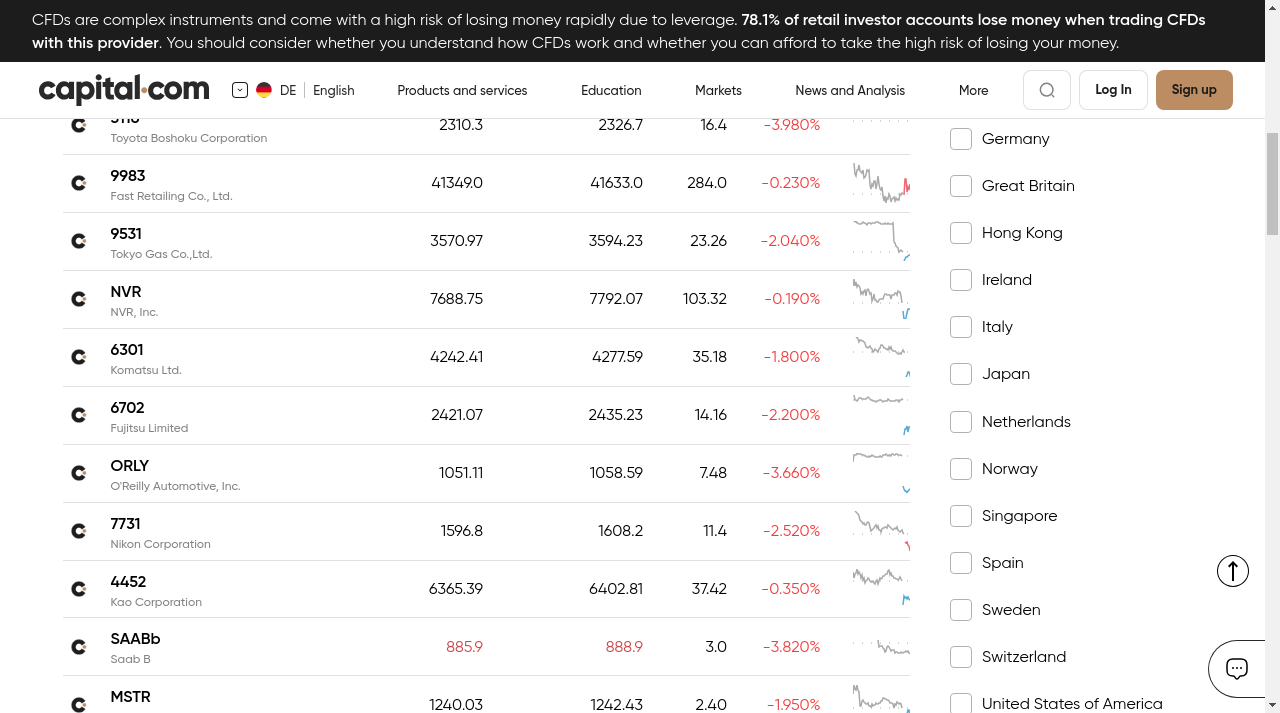 CFDs are complex instruments and come with a high risk of losing money rapidly due to leverage. 78.1% of retail investor accounts lose money when trading CFDs
with this provider. You should consider whether you understand how CFDs work and whether you can afford to take the high risk of losing your money.
capital.com DE English Products and services Education Markets News and Analysis More Log In Sign up
2310.3 2326.7 16.4 -3.980%
Toyota Boshoku Corporation
9983 41349.0 41633.0 284.0 -0.230%
Fast Retailing Co., Ltd.
9531 3570.97 3594.23 23.26 -2.040%
Tokyo Gas Co.,Ltd.
NVR 7688.75 7792.07 103.32 -0.190%
NVR, Inc.
6301 4242.41 4277.59 35.18 -1.800%
Komatsu Ltd.
6702 2421.07 2435.23 14.16 -2.200%
Fujitsu Limited
ORLY 1051.11 1058.59 7.48 -3.660%
O'Reilly Automotive, Inc.
7731 1596.8 1608.2 11.4 -2.520%
Nikon Corporation
4452 6365.39 6402.81 37.42 -0.350%
Kao Corporation
SAABb 885.9 888.9 3.0 -3.820%
Saab B
MSTR 1240.03 1242.43 2.40 -1.950%
Germany
Great Britain
Hong Kong
Ireland
Italy
Japan
Netherlands
Norway
Singapore
Spain
Sweden
Switzerland
United States of America